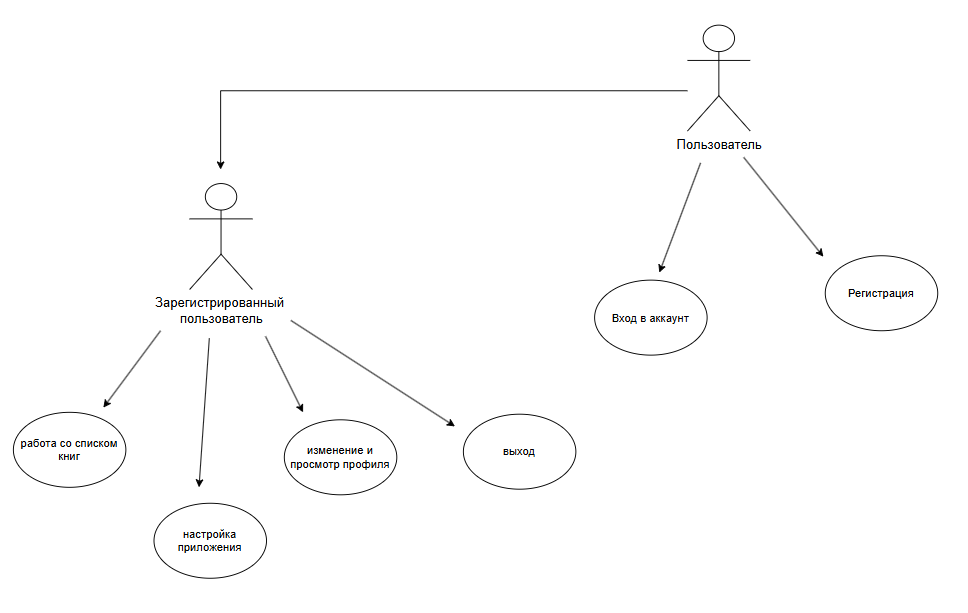 Пользователь
Регистрация
Вход в аккаунт
Зарегистрированный
пользователь
работа со списком
книг
изменение и
просмотр профиля
выход
настройка
приложения